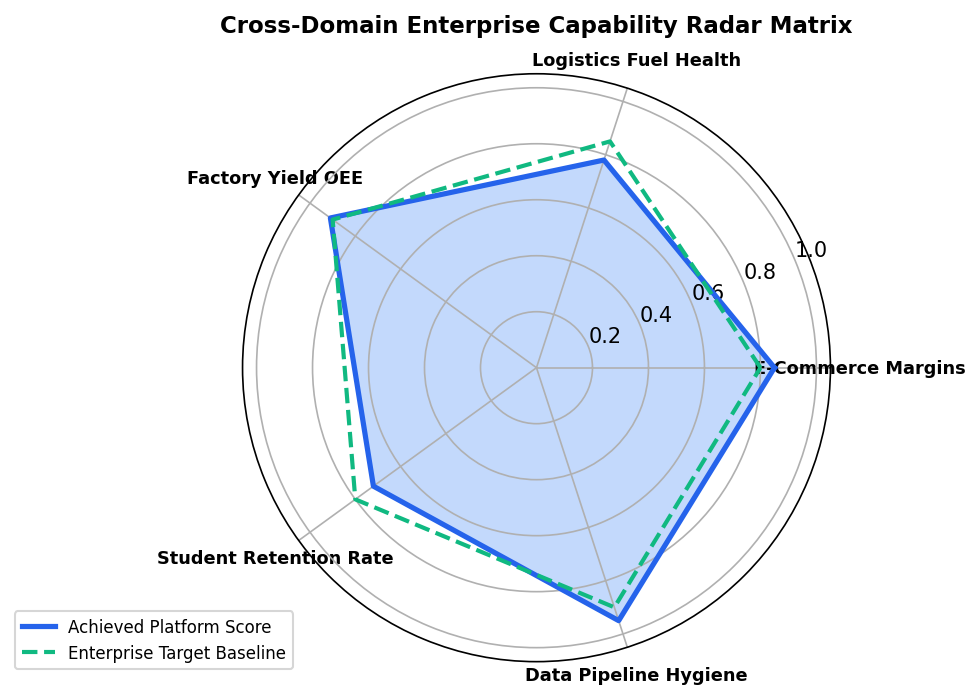 Cross-Domain Enterprise Capability Radar Matrix
Logistics Fuel Health
Factory Yield OEE
1.0
0.8
0.6
0.4
0.2
E-Commerce Margins
Student Retention Rate
Achieved Platform Score
Enterprise Target Baseline
Data Pipeline Hygiene